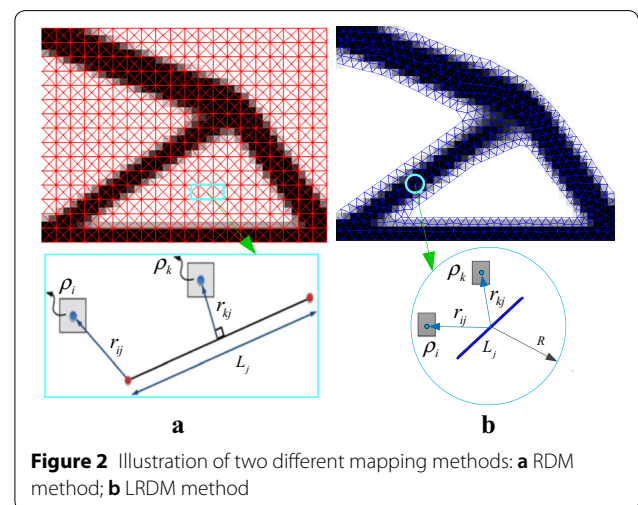 ρi
ρk
rij
rkj
Lj
ρk
rkj
rij
ρi
Lj
R
a
b
Figure 2 Illustration of two different mapping methods: a RDM
method; b LRDM method